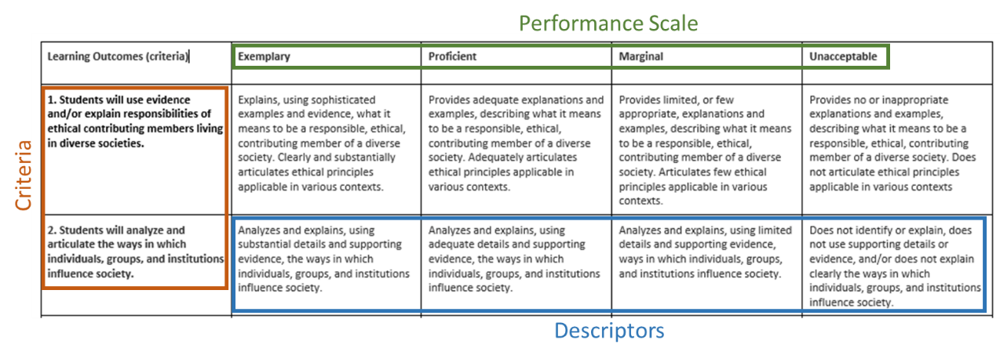 Performance Scale
Learning Outcomes (criteria)
Exemplary
Proficient
Marginal
Unacceptable
Criteria
1. Students will use evidence
and/or explain responsibilities of
ethical contributing members living
in diverse societies.
Explains, using sophisticated
examples and evidence, what it
means to be a responsible, ethical,
contributing member of a diverse
society. Clearly and substantially
articulates ethical principles
applicable in various contexts.
Provides adequate explanations and
examples, describing what it means
to be a responsible, ethical,
contributing member of a diverse
society. Adequately articulates
ethical principles applicable in
various contexts.
Provides limited, or few
appropriate, explanations and
examples, describing what it means
to be a responsible, ethical,
contributing member of a diverse
society. Articulates few ethical
principles applicable in various
contexts.
Provides no or inappropriate
explanations and examples,
describing what it means to be a
responsible, ethical, contributing
member of a diverse society. Does
not articulate ethical principles
applicable in various contexts
2. Students will analyze and
articulate the ways in which
individuals, groups, and institutions
influence society.
Analyzes and explains, using
substantial details and supporting
evidence, the ways in which
individuals, groups, and institutions
influence society.
Analyzes and explains, using
adequate details and supporting
evidence, the ways in which
individuals, groups, and institutions
influence society.
Analyzes and explains, using limited
details and supporting evidence,
ways in which individuals, groups,
and institutions influence society.
Does not identify or explain, does
not use supporting details or
evidence, and/or does not explain
clearly the ways in which
individuals, groups, and institutions
influence society.
Descriptors